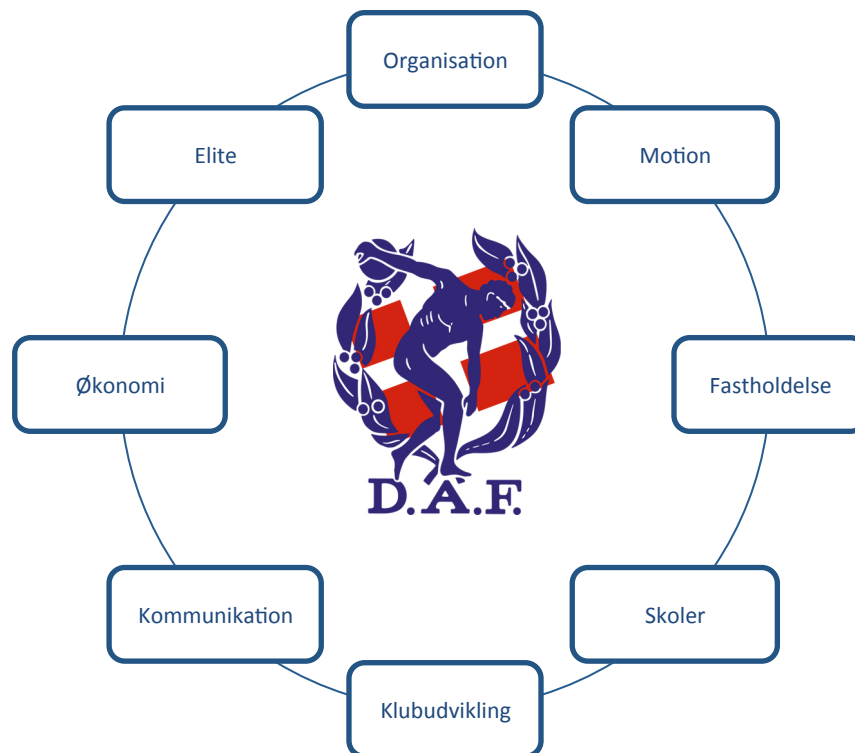 Organisation
Elite
Motion
Økonomi
Fastholdelse
D.A.F.
Kommunikation
Skoler
Klubudvikling